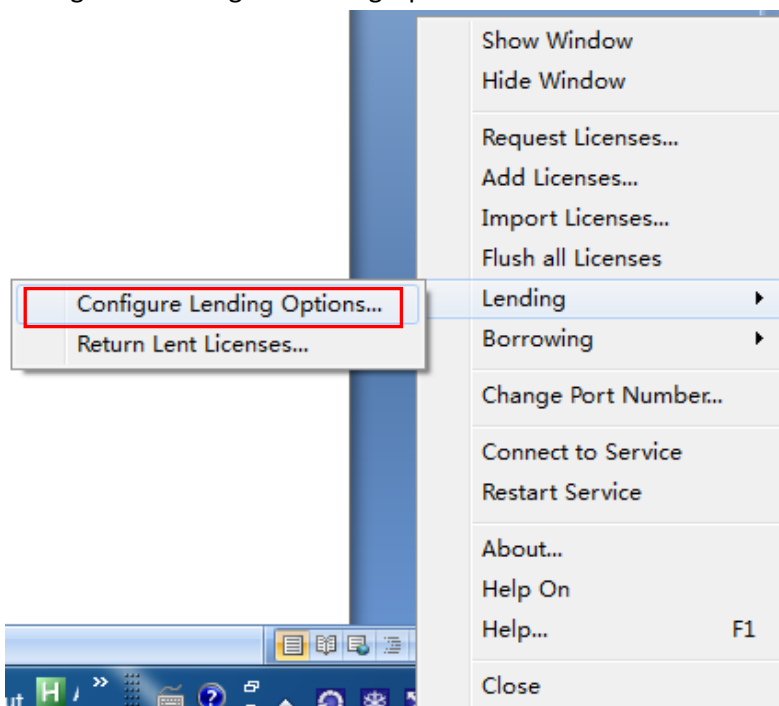 Show Window
Hide Window
Request Licenses...
Add Licenses...
Import Licenses...
Flush all Licenses
Lending
Configure Lending Options...
Return Lent Licenses...
Borrowing
Change Port Number...
Connect to Service
Restart Service
About...
Help On
Help... F1
Close